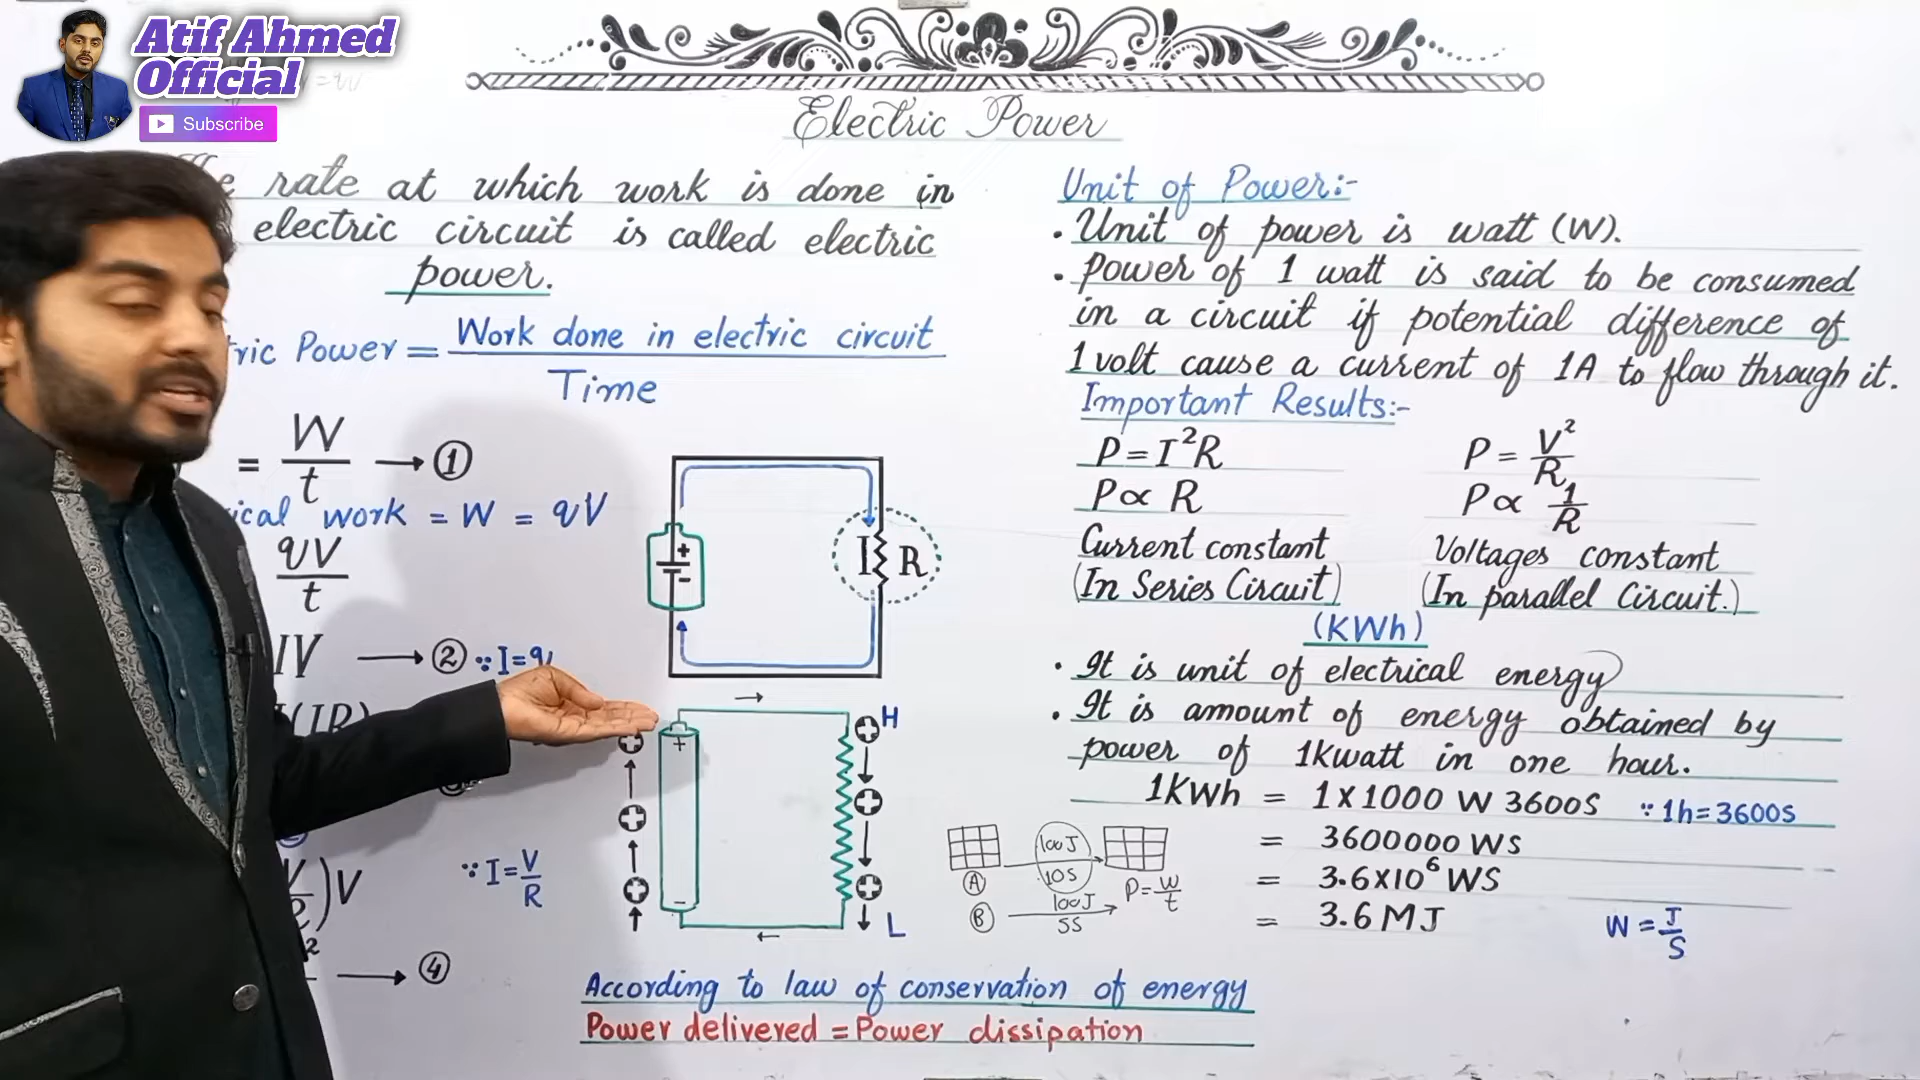 Atif Ahmed
Official
Subscribe
Electric Power
rate at which work is done in
electric circuit is called electric
power.
Power = Work done in electric circuit
Time
= W
t → ①
work = W = qV
qV
t
IV → ② ∵ I=q
V
V² → ④
∵ I=V
R
+
-
I R
→
H
+
-
L
←
According to law of conservation of energy
Power delivered = Power dissipation
Unit of Power:-
. Unit of power is watt (W).
. Power of 1 watt is said to be consumed
in a circuit if potential difference of
1 volt cause a current of 1A to flow through it.
Important Results:-
P = I²R
P ∝ R
Current constant
(In Series Circuit)
P = V²
R
P ∝ 1
R
Voltages constant
(In parallel Circuit.)
(KWh)
. It is unit of electrical energy
. It is amount of energy obtained by
power of 1Kwatt in one hour.
1KWh = 1 X 1000 W 3600S ∵ 1h = 3600S
= 3600000 WS
= 3.6X10⁶ WS
= 3.6 MJ
W = J
S
A 100J
10S
P = W
t
B 100J
5S